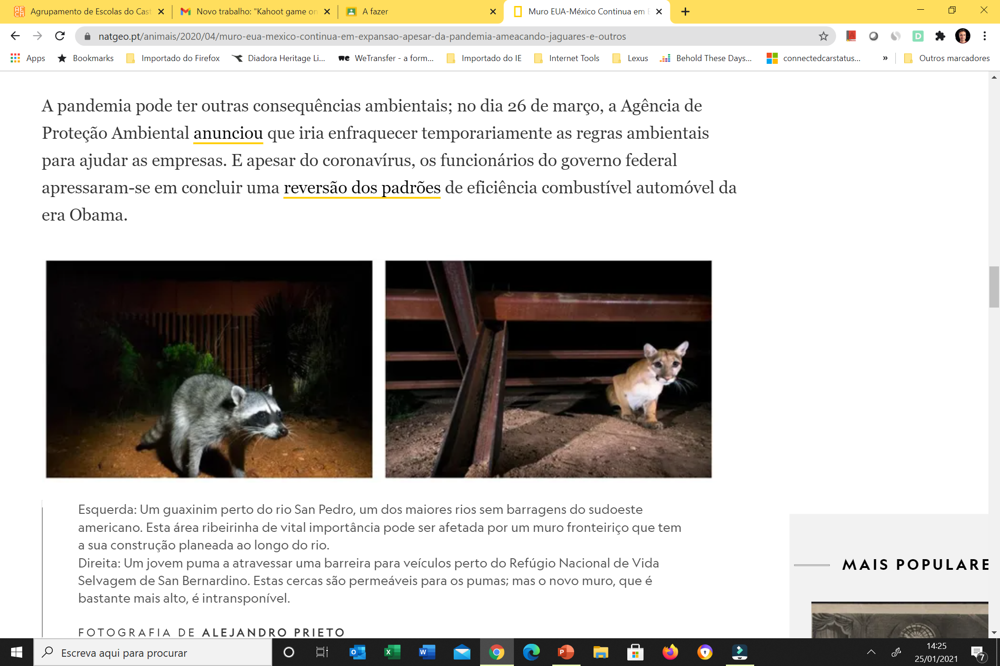 Agrupamento de Escolas do Cast
Novo trabalho: "Kahoot game on
A fazer
Muro EUA-México Continua em E
natgeo.pt/animais/2020/04/muro-eua-mexico-continua-em-expansao-apesar-da-pandemia-ameacando-jaguares-e-outros
Apps
Bookmarks
Importado do Firefox
Diadora Heritage Li...
WeTransfer - a form...
Importado do IE
Internet Tools
Lexus
Behold These Days...
connectedcarstatus...
»
Outros marcadores
A pandemia pode ter outras consequências ambientais; no dia 26 de março, a Agência de
Proteção Ambiental anunciou que iria enfraquecer temporariamente as regras ambientais
para ajudar as empresas. E apesar do coronavírus, os funcionários do governo federal
apressaram-se em concluir uma reversão dos padrões de eficiência combustível automóvel da
era Obama.
Esquerda: Um guaxinim perto do rio San Pedro, um dos maiores rios sem barragens do sudoeste
americano. Esta área ribeirinha de vital importância pode ser afetada por um muro fronteiriço que tem
a sua construção planeada ao longo do rio.
Direita: Um jovem puma a atravessar uma barreira para veículos perto do Refúgio Nacional de Vida
Selvagem de San Bernardino. Estas cercas são permeáveis para os pumas; mas o novo muro, que é
bastante mais alto, é intransponível.
FOTOGRAFIA DE ALEJANDRO PRIETO
MAIS POPULARE
Escreva aqui para procurar
14:25
25/01/2021
7